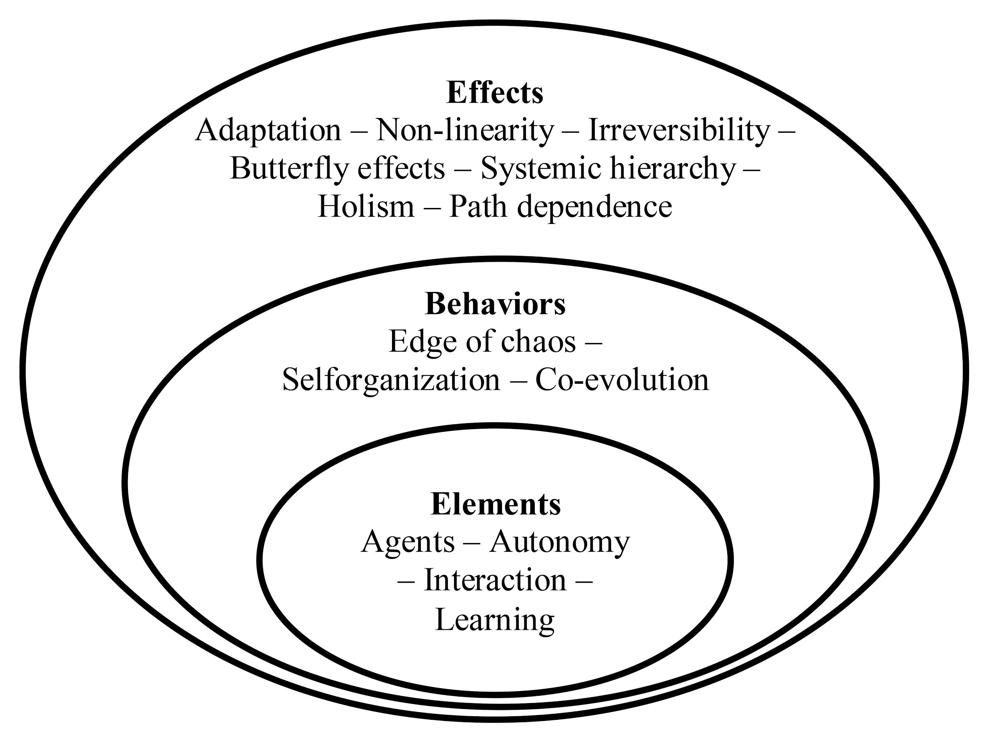 Effects
Adaptation – Non-linearity – Irreversibility –
Butterfly effects – Systemic hierarchy –
Holism – Path dependence
Behaviors
Edge of chaos –
Selforganization – Co-evolution
Elements
Agents – Autonomy
– Interaction –
Learning